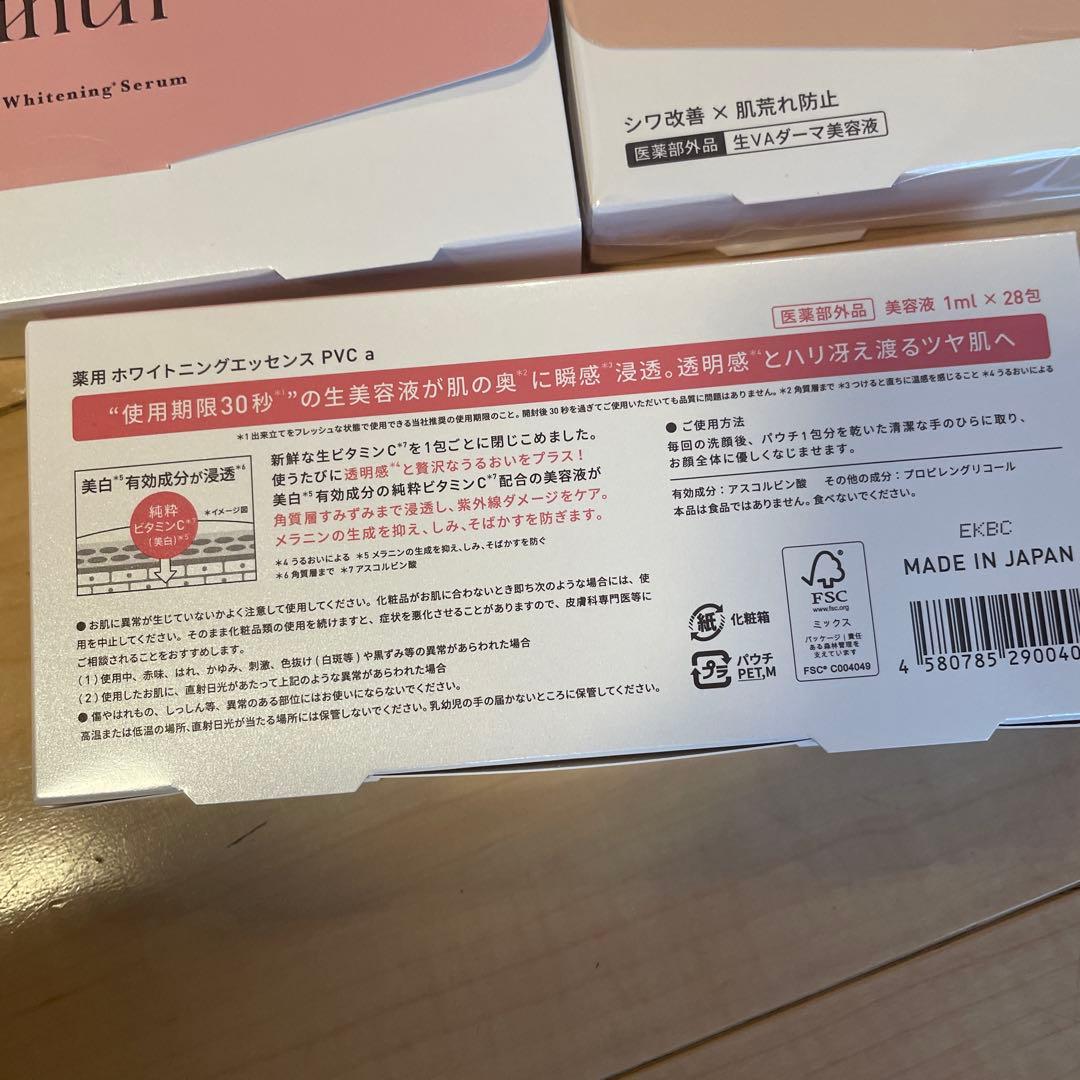 Whitening*Serum
シワ改善 × 肌荒れ防止
医薬部外品 生VAダーマ美容液
医薬部外品 美容液 1ml × 28包
薬用 ホワイトニングエッセンス PVC a
“使用期限30秒*1”の生美容液が肌の奥*2に瞬感*3浸透。透明感*4とハリ冴え渡るツヤ肌へ
*1 出来立てをフレッシュな状態で使用できる当社推奨の使用期限のこと。開封後30秒を過ぎてご使用いただいても品質に問題はありません。*2 角質層まで *3 つけると直ちに温感を感じること *4 うるおいによる
美白*5有効成分が浸透*6
純粋
ビタミンC*7
(美白)*5
*イメージ図
新鮮な生ビタミンC*7を1包ごとに閉じこめました。
使うたびに透明感*4と贅沢なうるおいをプラス！
美白*5有効成分の純粋ビタミンC*7配合の美容液が
角質層すみずみまで浸透し、紫外線ダメージをケア。
メラニンの生成を抑え、しみ、そばかすを防ぎます。
*4 うるおいによる *5 メラニンの生成を抑え、しみ、そばかすを防ぐ
*6 角質層まで *7 アスコルビン酸
● お肌に異常が生じていないかよく注意して使用してください。化粧品がお肌に合わないとき即ち次のような場合には、使
用を中止してください。そのまま化粧品類の使用を続けますと、症状を悪化させることがありますので、皮膚科専門医等に
ご相談されることをおすすめします。
(1)使用中、赤味、はれ、かゆみ、刺激、色抜け(白斑等)や黒ずみ等の異常があらわれた場合
(2)使用したお肌に、直射日光があたって上記のような異常があらわれた場合
● 傷やはれもの、しっしん等、異常のある部位にはお使いにならないでください。
高温または低温の場所、直射日光が当たる場所には保管しないでください。乳幼児の手の届かないところに保管してください。
● ご使用方法
毎回の洗顔後、パウチ1包分を乾いた清潔な手のひらに取り、
お顔全体に優しくなじませます。
有効成分：アスコルビン酸 その他の成分：プロピレングリコール
本品は食品ではありません。食べないでください。
EKBC
MADE IN JAPAN
紙 化粧箱
プラ パウチ
PET,M
FSC
www.fsc.org
ミックス
パッケージ｜責任
ある森林管理を
支えています
FSC® C004049
4 580785 290040